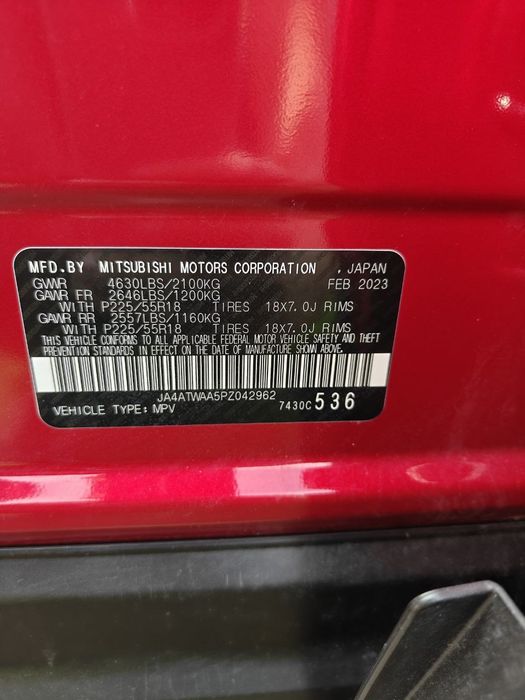 MFD.BY MITSUBISHI MOTORS CORPORATION , JAPAN
GVWR 4630LBS/2100KG FEB 2023
GAWR FR 2646LBS/1200KG
WITH P225/55R18 TIRES 18X7.0J RIMS
GAWR RR 2557LBS/1160KG
WITH P225/55R18 TIRES 18X7.0J RIMS
THIS VEHICLE CONFORMS TO ALL APPLICABLE FEDERAL MOTOR VEHICLE SAFETY AND THEFT
PREVENTION STANDARDS IN EFFECT ON THE DATE OF MANUFACTURE SHOWN ABOVE.
JA4ATWAA5PZ042962
VEHICLE TYPE:MPV 7430C 536